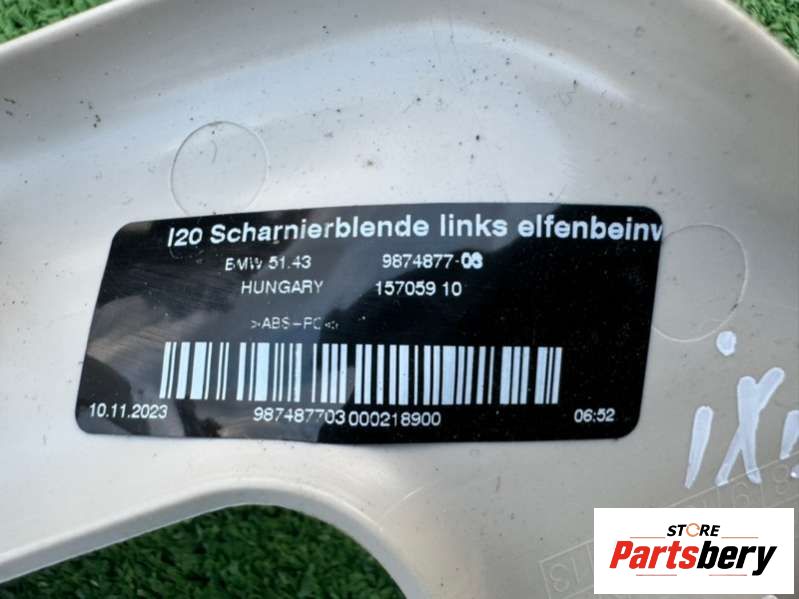 I20 Scharnierblende links elfenbeinw
BMW 51.43 9874877-03
HUNGARY 157059 10
>ABS-PC<
10.11.2023 987487703 000218900 06:52
STORE
Partsbery